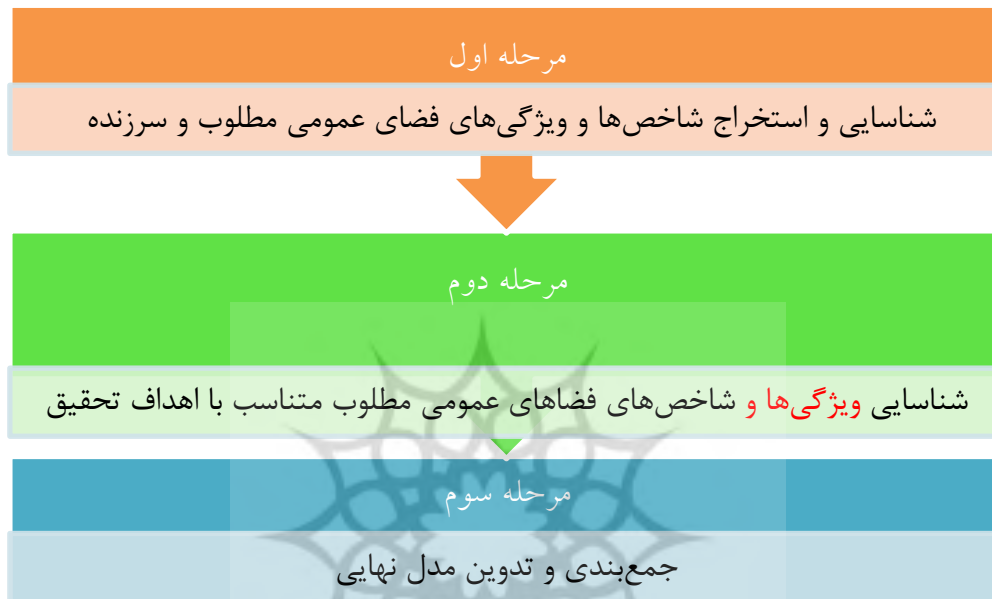 مرحله اول
شناسایی و استخراج شاخص‌ها و ویژگی‌های فضای عمومی مطلوب و سرزنده
مرحله دوم
شناسایی ویژگی‌ها و شاخص‌های فضاهای عمومی مطلوب متناسب با اهداف تحقیق
مرحله سوم
جمع‌بندی و تدوین مدل نهایی